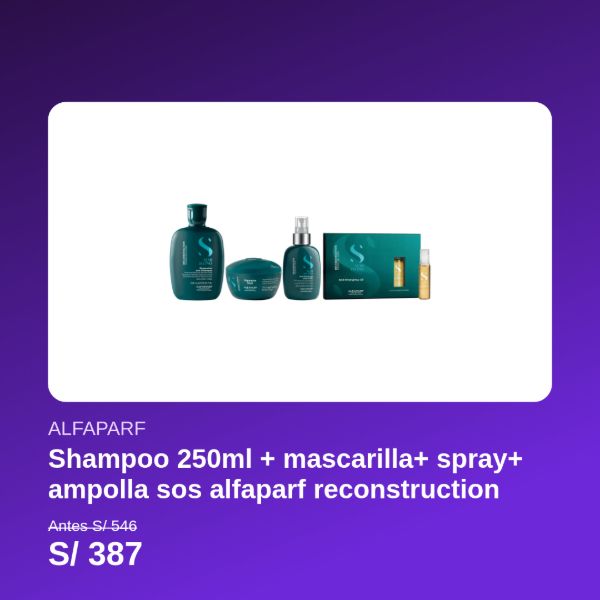 ALFAPARF
Shampoo 250ml + mascarilla+ spray+
ampolla sos alfaparf reconstruction
Antes S/ 546
S/ 387